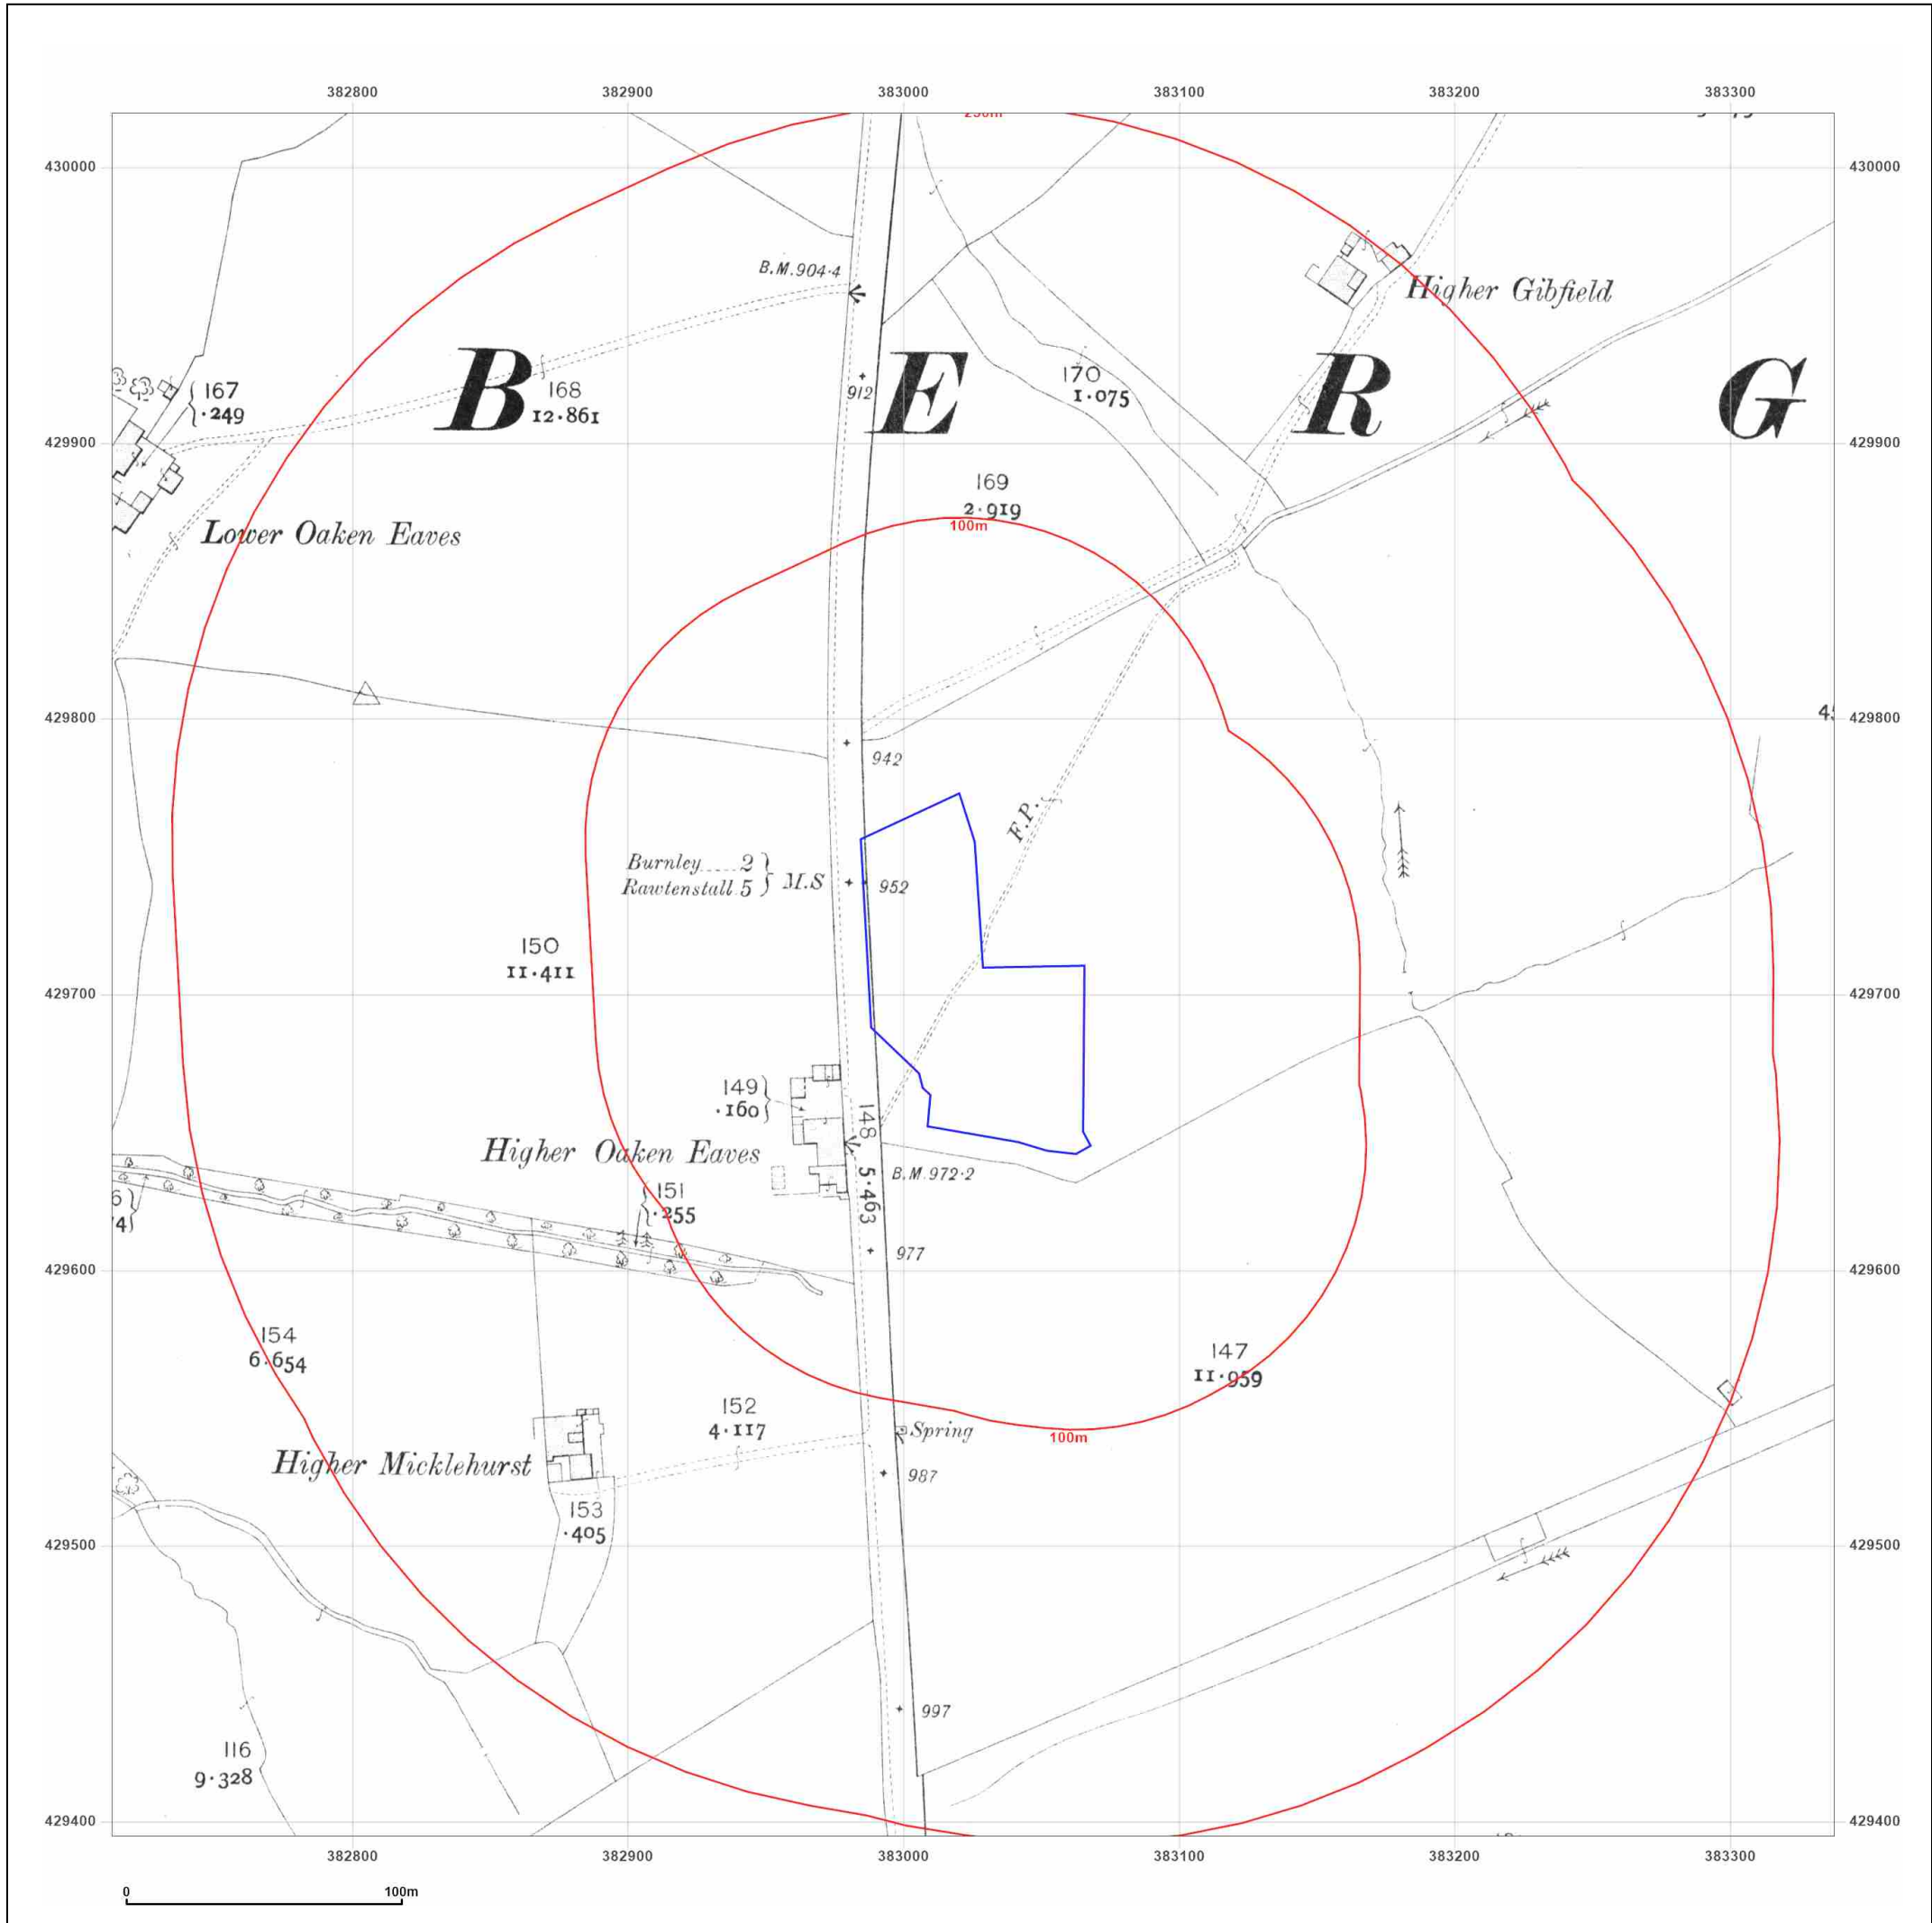 382800 382900 383000 383100 383200 383300
250m
430000 430000
B.M.904·4
Higher Gibfield
B E R G
167
·249
168
12·861
912
170
1·075
429900 429900
169
2·919
100m
Lower Oaken Eaves
429800 429800
942
F.P.
Burnley 2
Rawtenstall 5
M.S
952
150
11·411
429700 429700
149
·160
148
5·463
Higher Oaken Eaves
B.M.972·2
151
·255
977
429600 429600
154
6·654
147
11·959
152
4·117
Spring
100m
Higher Micklehurst
987
153
·405
429500 429500
997
116
9·328
429400 429400
382800 382900 383000 383100 383200 383300
0 100m